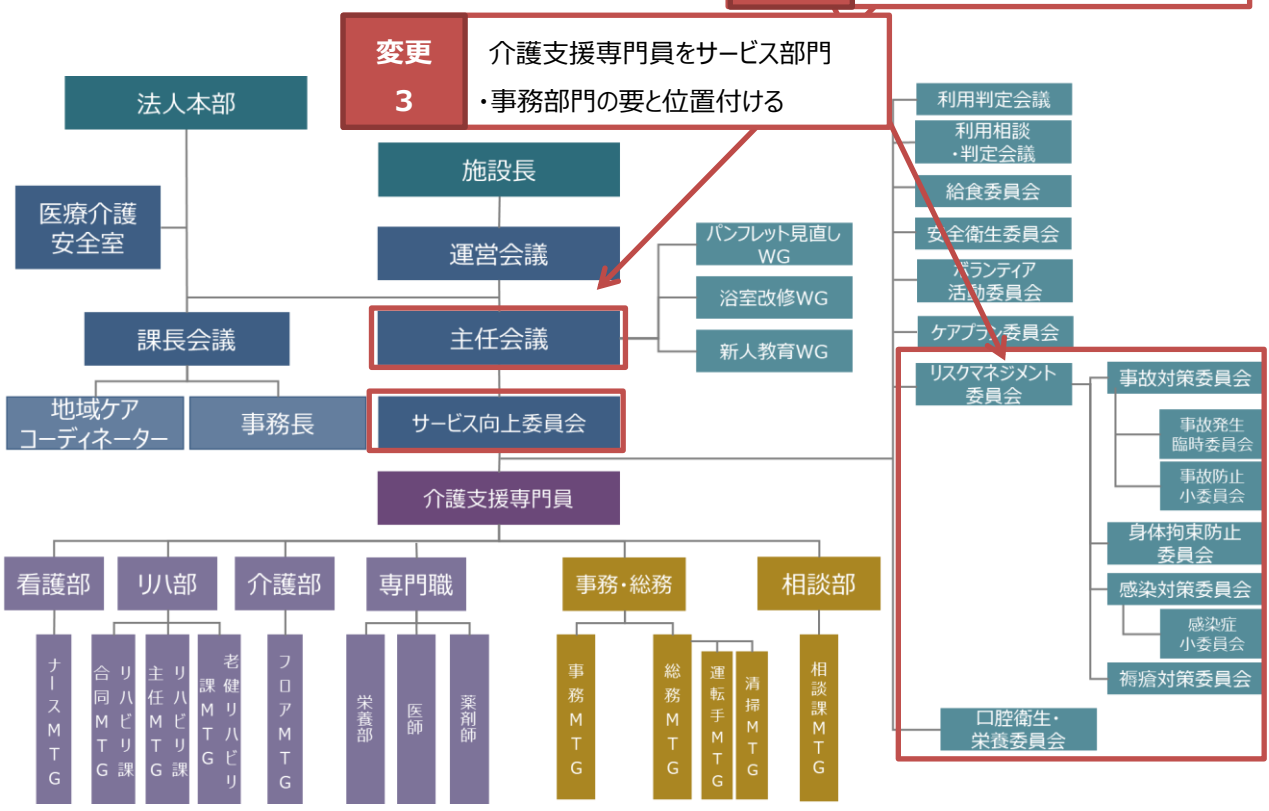 変更
3
介護支援専門員をサービス部門
・事務部門の要と位置付ける
法人本部
施設長
医療介護
安全室
運営会議
課長会議
主任会議
地域ケア
コーディネーター
事務長
サービス向上委員会
パンフレット見直し
WG
浴室改修WG
新人教育WG
利用判定会議
利用相談
・判定会議
給食委員会
安全衛生委員会
ボランティア
活動委員会
ケアプラン委員会
リスクマネジメント
委員会
事故対策委員会
事故発生
臨時委員会
事故防止
小委員会
身体拘束防止
委員会
感染対策委員会
感染症
小委員会
褥瘡対策委員会
口腔衛生・
栄養委員会
介護支援専門員
看護部
リハ部
介護部
専門職
事務・総務
相談部
ナースMTG
リハビリ課
合同MTG
リハビリ課
主任MTG
老健リハビリ
課MTG
フロアMTG
栄養部
医師
薬剤師
事務MTG
総務MTG
運転手MTG
清掃MTG
相談課MTG